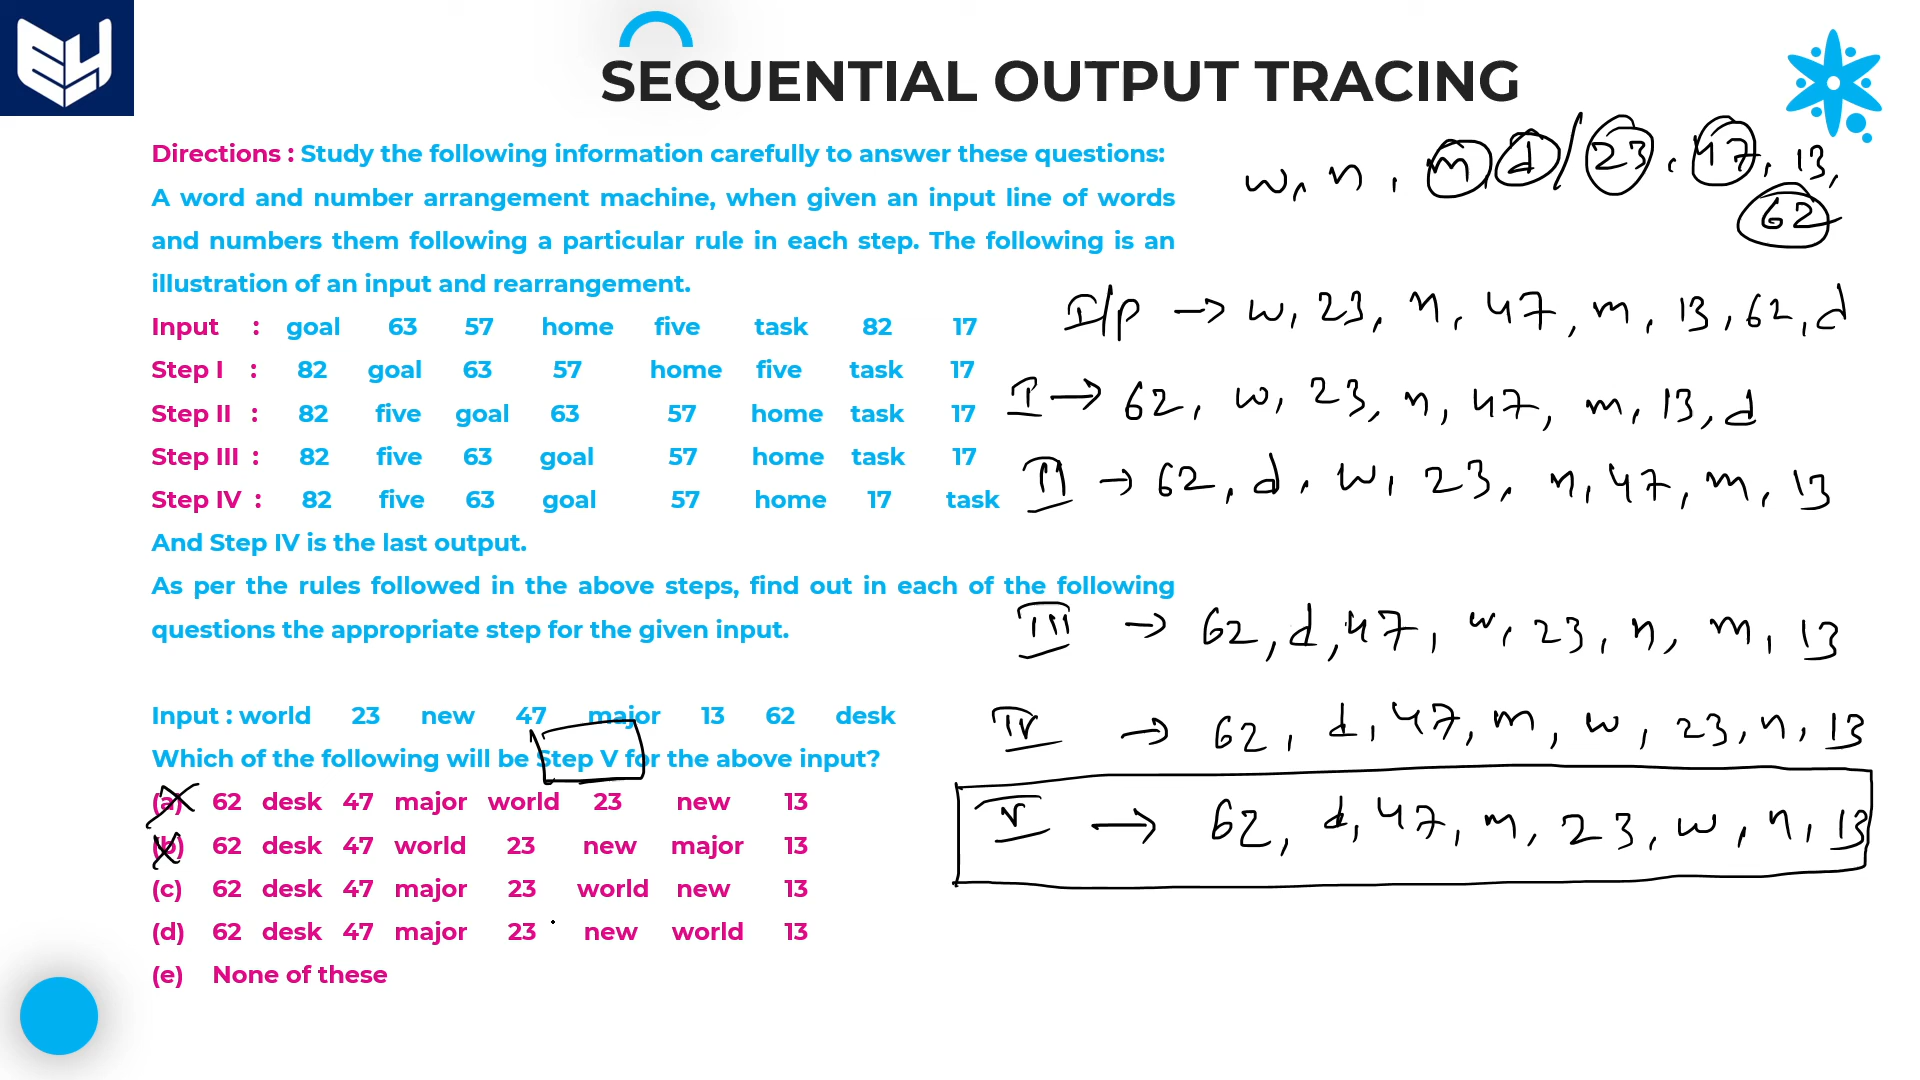 SEQUENTIAL OUTPUT TRACING
Directions : Study the following information carefully to answer these questions:
A word and number arrangement machine, when given an input line of words
and numbers them following a particular rule in each step. The following is an
illustration of an input and rearrangement.
Input : goal 63 57 home five task 82 17
Step I : 82 goal 63 57 home five task 17
Step II : 82 five goal 63 57 home task 17
Step III : 82 five 63 goal 57 home task 17
Step IV : 82 five 63 goal 57 home 17 task
And Step IV is the last output.
As per the rules followed in the above steps, find out in each of the following
questions the appropriate step for the given input.
Input : world 23 new 47 major 13 62 desk
Which of the following will be Step V for the above input?
(a) 62 desk 47 major world 23 new 13
(b) 62 desk 47 world 23 new major 13
(c) 62 desk 47 major 23 world new 13
(d) 62 desk 47 major 23 new world 13
(e) None of these
w, n, m d / 23, 47, 13,
62
I/p → w, 23, n, 47, m, 13, 62, d
I → 62, w, 23, n, 47, m, 13, d
II → 62, d, w, 23, n, 47, m, 13
III → 62, d, 47, w, 23, n, m, 13
IV → 62, d, 47, m, w, 23, n, 13
V → 62, d, 47, m, 23, w, n, 13